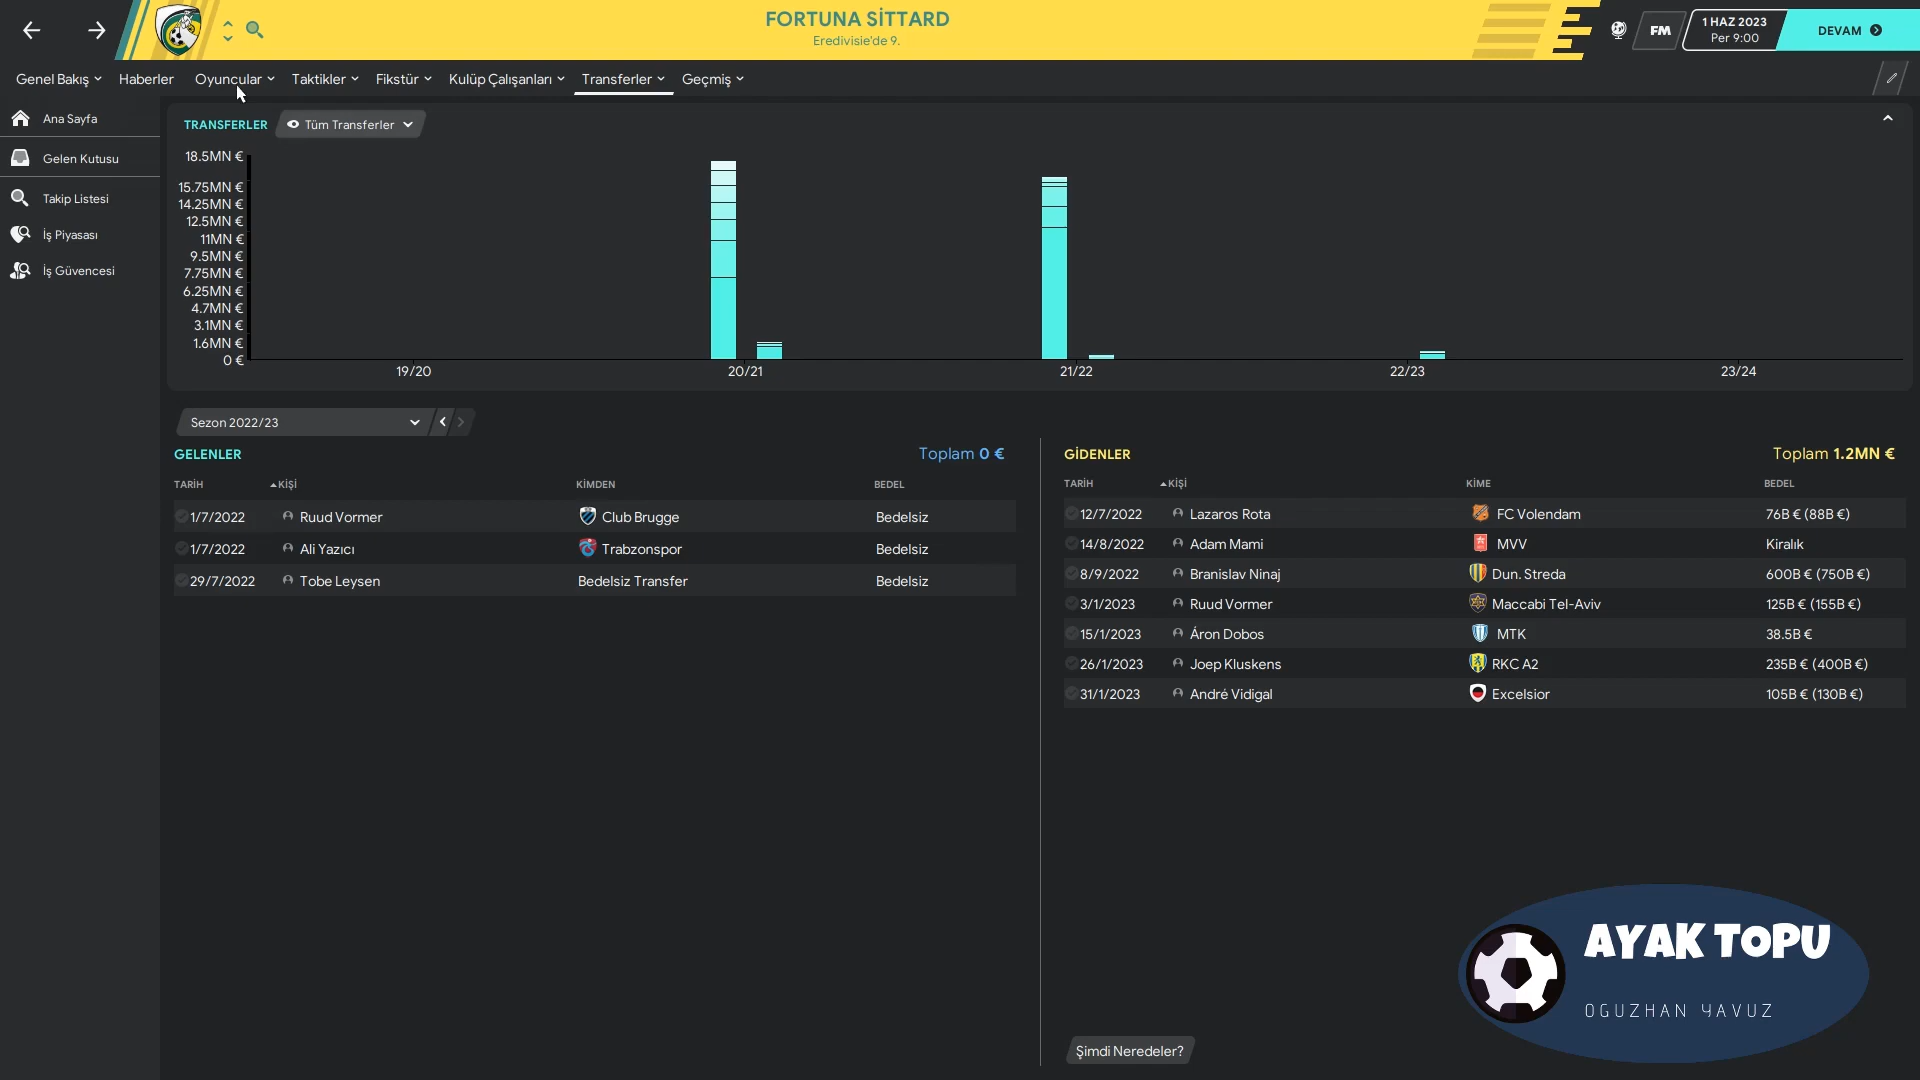 FORTUNA SİTTARD
Eredivisie'de 9.
FM
1 HAZ 2023
Per 9:00
DEVAM
Genel Bakış
Haberler
Oyuncular
Taktikler
Fikstür
Kulüp Çalışanları
Transferler
Geçmiş
Ana Sayfa
Gelen Kutusu
Takip Listesi
İş Piyasası
İş Güvencesi
TRANSFERLER
Tüm Transferler
18.5MN €
15.75MN €
14.25MN €
12.5MN €
11MN €
9.5MN €
7.75MN €
6.25MN €
4.7MN €
3.1MN €
1.6MN €
0 €
19/20 20/21 21/22 22/23 23/24
Sezon 2022/23
GELENLER Toplam 0 €
TARİH KİŞİ KİMDEN BEDEL
1/7/2022 Ruud Vormer Club Brugge Bedelsiz
1/7/2022 Ali Yazıcı Trabzonspor Bedelsiz
29/7/2022 Tobe Leysen Bedelsiz Transfer Bedelsiz
GİDENLER Toplam 1.2MN €
TARİH KİŞİ KİME BEDEL
12/7/2022 Lazaros Rota FC Volendam 76B € (88B €)
14/8/2022 Adam Mami MVV Kiralık
8/9/2022 Branislav Ninaj Dun. Streda 600B € (750B €)
3/1/2023 Ruud Vormer Maccabi Tel-Aviv 125B € (155B €)
15/1/2023 Áron Dobos MTK 38.5B €
26/1/2023 Joep Kluskens RKC A2 235B € (400B €)
31/1/2023 André Vidigal Excelsior 105B € (130B €)
Şimdi Neredeler?
AYAK TOPU
OGUZHAN YAVUZ